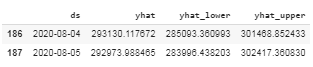 ds yhat yhat_lower yhat_upper
186 2020-08-04 293130.117672 285093.360993 301468.852433
187 2020-08-05 292973.988465 283996.438203 302417.360830